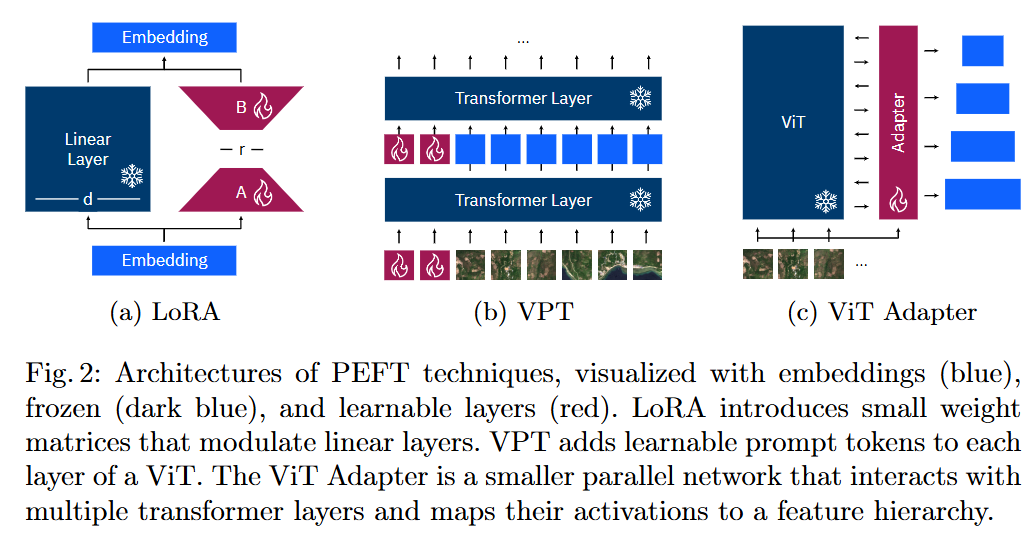 Embedding
Linear
Layer
d
B
r
A
Embedding
(a) LoRA
...
Transformer Layer
Transformer Layer
(b) VPT
ViT
Adapter
...
(c) ViT Adapter
Fig. 2: Architectures of PEFT techniques, visualized with embeddings (blue),
frozen (dark blue), and learnable layers (red). LoRA introduces small weight
matrices that modulate linear layers. VPT adds learnable prompt tokens to each
layer of a ViT. The ViT Adapter is a smaller parallel network that interacts with
multiple transformer layers and maps their activations to a feature hierarchy.